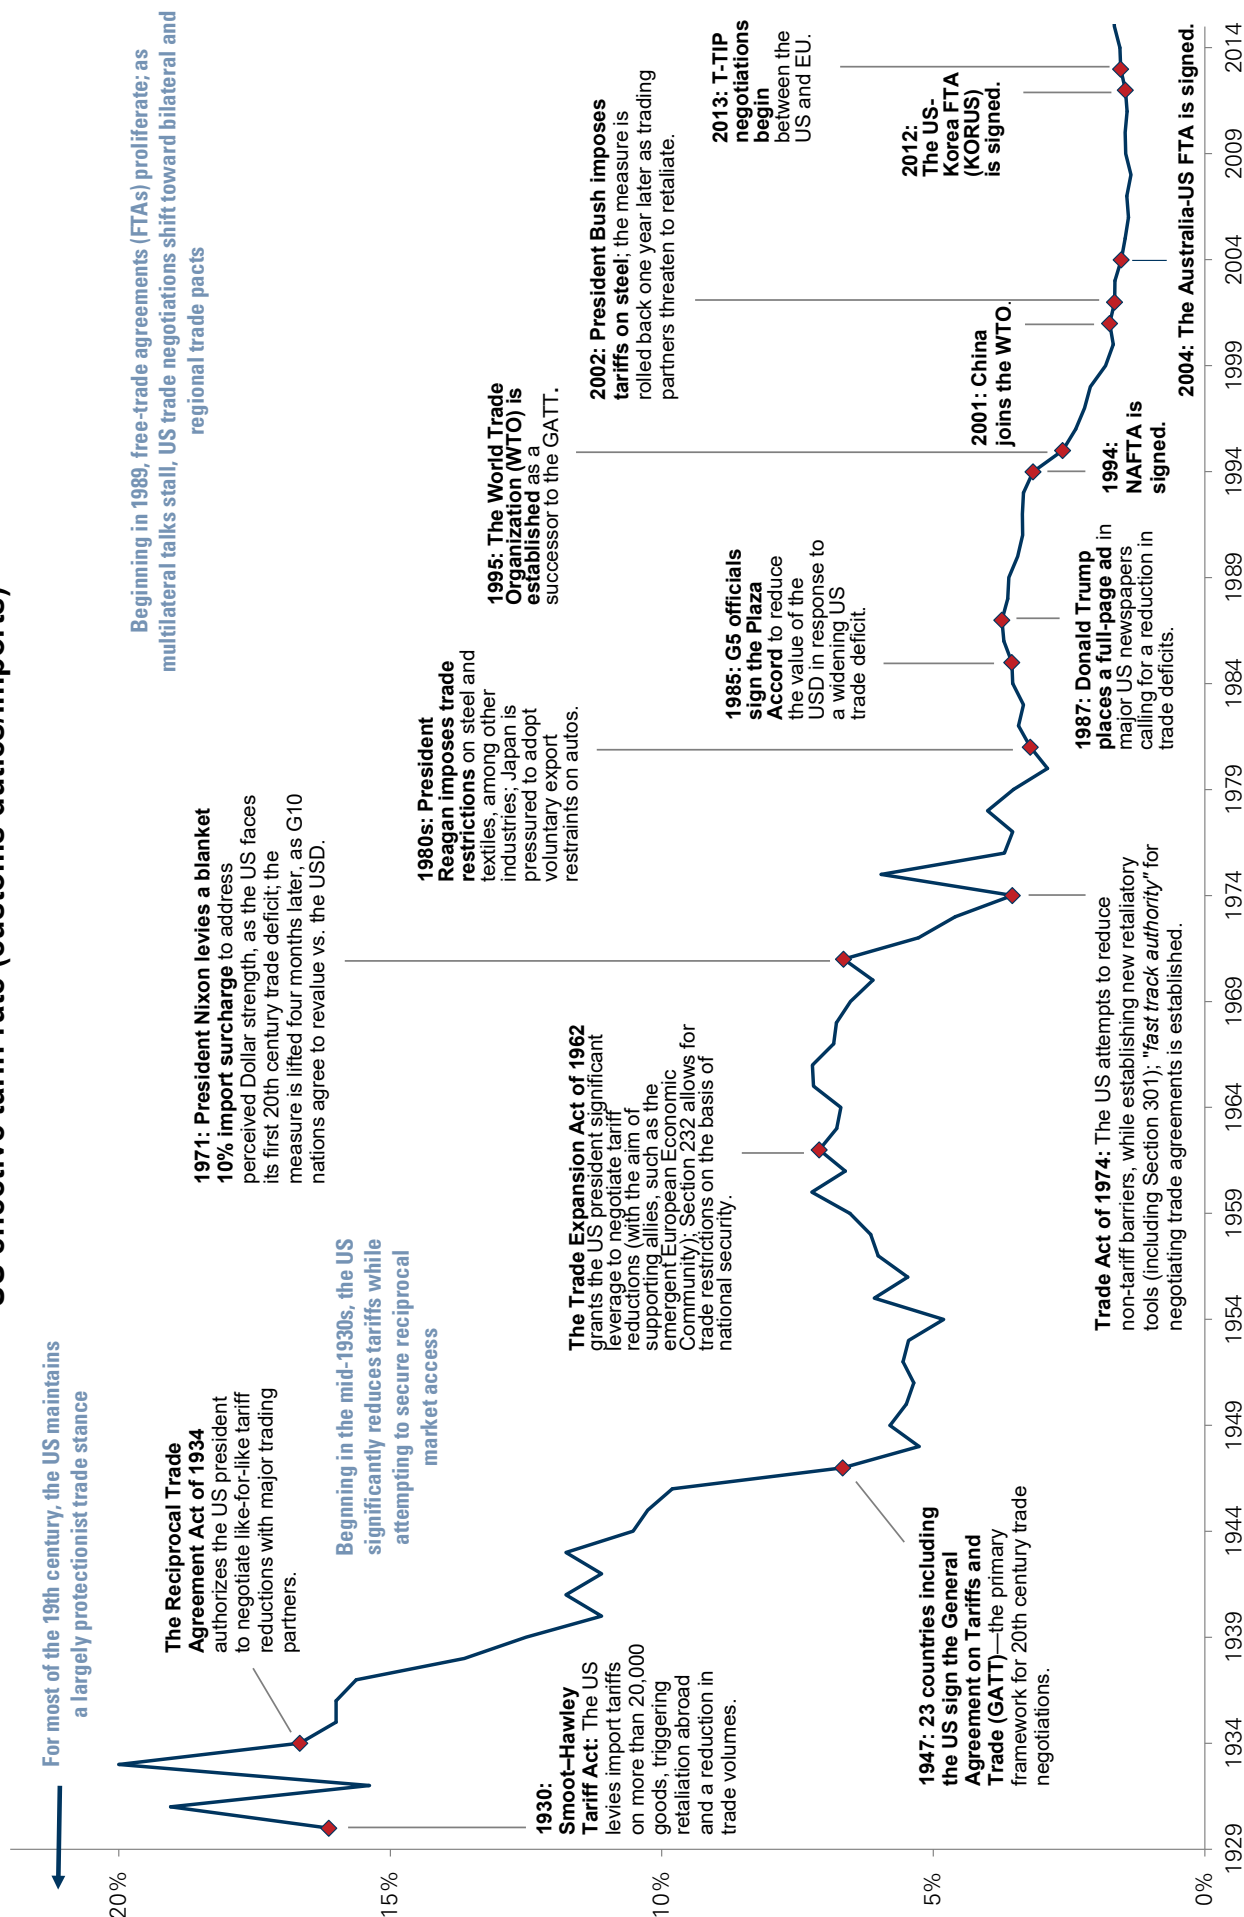 US effective tariff rate (customs duties/imports)
For most of the 19th century, the US maintains
a largely protectionist trade stance
Beginning in 1989, free-trade agreements (FTAs) proliferate; as
multilateral talks stall, US trade negotiations shift toward bilateral and
regional trade pacts
The Reciprocal Trade
Agreement Act of 1934
authorizes the US president
to negotiate like-for-like tariff
reductions with major trading
partners.
Beginning in the mid-1930s, the US
significantly reduces tariffs while
attempting to secure reciprocal
market access
1971: President Nixon levies a blanket
10% import surcharge to address
perceived Dollar strength, as the US faces
its first 20th century trade deficit; the
measure is lifted four months later, as G10
nations agree to revalue vs. the USD.
1980s: President
Reagan imposes trade
restrictions on steel and
textiles, among other
industries; Japan is
pressured to adopt
voluntary export
restraints on autos.
1995: The World Trade
Organization (WTO) is
established as a
successor to the GATT.
2002: President Bush imposes
tariffs on steel; the measure is
rolled back one year later as trading
partners threaten to retaliate.
2013: T-TIP
negotiations
begin
between the
US and EU.
1930:
Smoot–Hawley
Tariff Act: The US
levies import tariffs
on more than 20,000
goods, triggering
retaliation abroad
and a reduction in
trade volumes.
The Trade Expansion Act of 1962
grants the US president significant
leverage to negotiate tariff
reductions (with the aim of
supporting allies, such as the
emergent European Economic
Community); Section 232 allows for
trade restrictions on the basis of
national security.
1985: G5 officials
sign the Plaza
Accord to reduce
the value of the
USD in response to
a widening US
trade deficit.
2012:
The US-
Korea FTA
(KORUS)
is signed.
1947: 23 countries including
the US sign the General
Agreement on Tariffs and
Trade (GATT)—the primary
framework for 20th century trade
negotiations.
Trade Act of 1974: The US attempts to reduce
non-tariff barriers, while establishing new retaliatory
tools (including Section 301); "fast track authority" for
negotiating trade agreements is established.
1987: Donald Trump
places a full-page ad in
major US newspapers
calling for a reduction in
trade deficits.
1994:
NAFTA is
signed.
2001: China
joins the WTO.
2004: The Australia-US FTA is signed.
20%
15%
10%
5%
0%
1929 1934 1939 1944 1949 1954 1959 1964 1969 1974 1979 1984 1989 1994 1999 2004 2009 2014